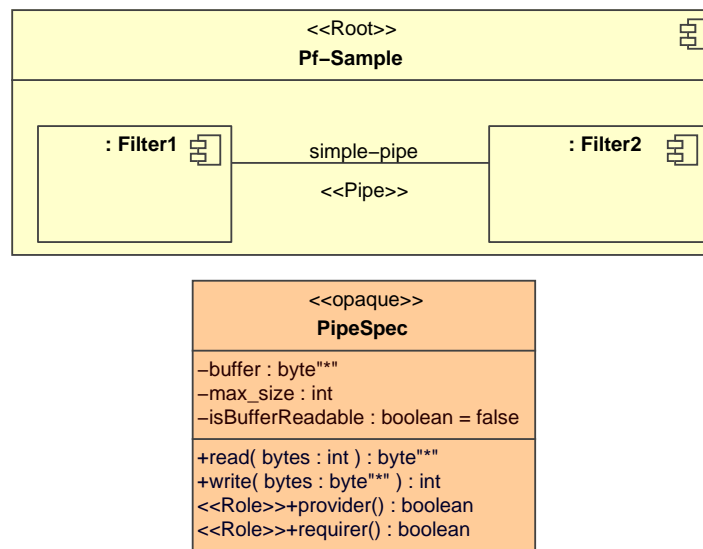 <<Root>>
Pf−Sample
: Filter1
simple−pipe
<<Pipe>>
: Filter2
<<opaque>>
PipeSpec
−buffer : byte"*"
−max_size : int
−isBufferReadable : boolean = false
+read( bytes : int ) : byte"*"
+write( bytes : byte"*" ) : int
<<Role>>+provider() : boolean
<<Role>>+requirer() : boolean